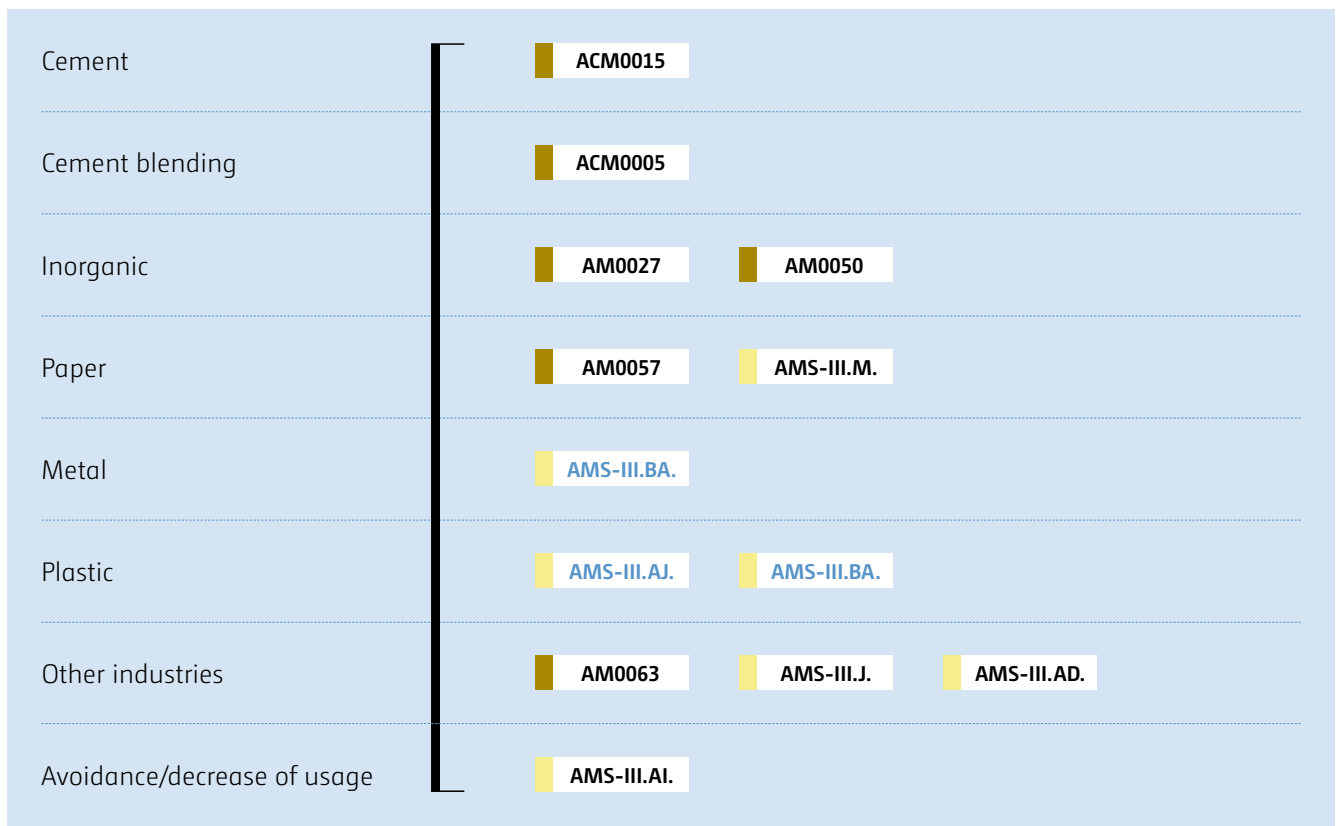 Cement ACM0015
Cement blending ACM0005
Inorganic AM0027 AM0050
Paper AM0057 AMS-III.M.
Metal AMS-III.BA.
Plastic AMS-III.AJ. AMS-III.BA.
Other industries AM0063 AMS-III.J. AMS-III.AD.
Avoidance/decrease of usage AMS-III.AI.